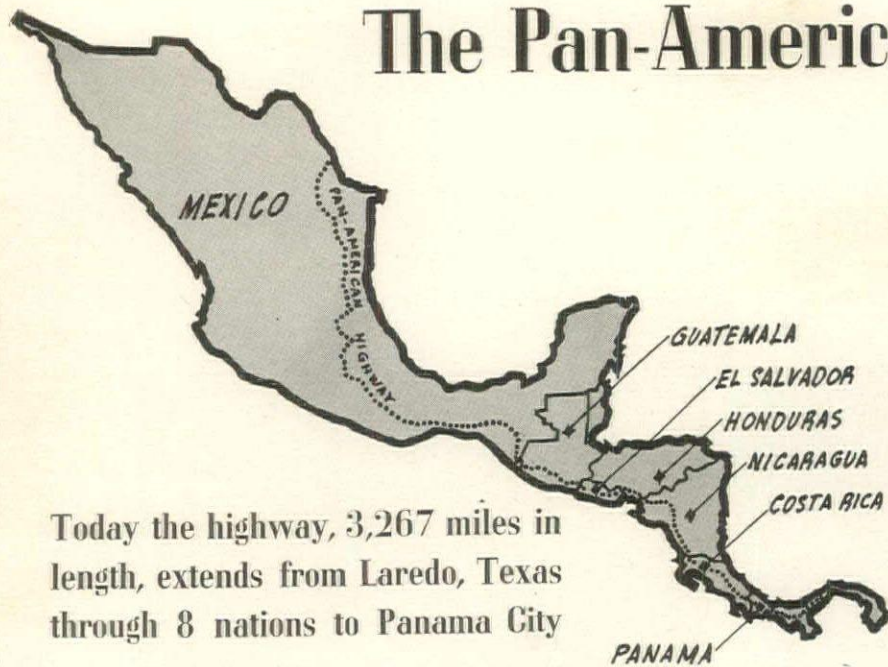 The Pan-Americ
MEXICO
PAN-AMERICAN HIGHWAY
GUATEMALA
EL SALVADOR
HONDURAS
NICARAGUA
COSTA RICA
PANAMA
Today the highway, 3,267 miles in
length, extends from Laredo, Texas
through 8 nations to Panama City